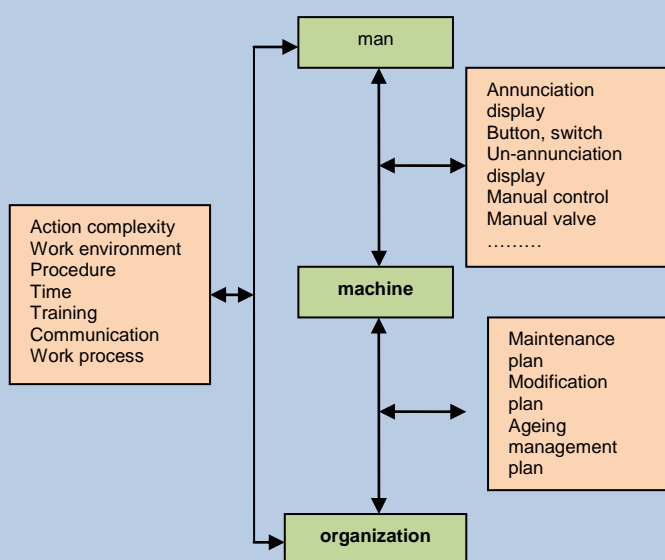 man
Annunciation
display
Button, switch
Un-annunciation
display
Manual control
Manual valve
………
Action complexity
Work environment
Procedure
Time
Training
Communication
Work process
machine
Maintenance
plan
Modification
plan
Ageing
management
plan
organization